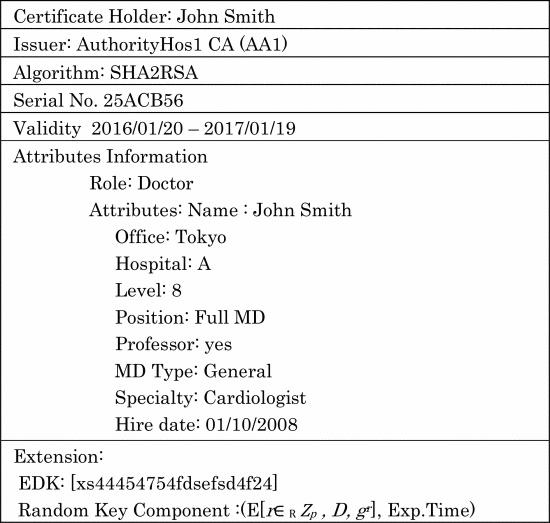 Certificate Holder: John Smith
Issuer: AuthorityHos1 CA (AA1)
Algorithm: SHA2RSA
Serial No. 25ACB56
Validity 2016/01/20 – 2017/01/19
Attributes Information
Role: Doctor
Attributes: Name : John Smith
Office: Tokyo
Hospital: A
Level: 8
Position: Full MD
Professor: yes
MD Type: General
Specialty: Cardiologist
Hire date: 01/10/2008
Extension:
EDK: [xs44454754fdsefsd4f24]
Random Key Component :(E[r∈ R Zp , D, gr], Exp.Time)